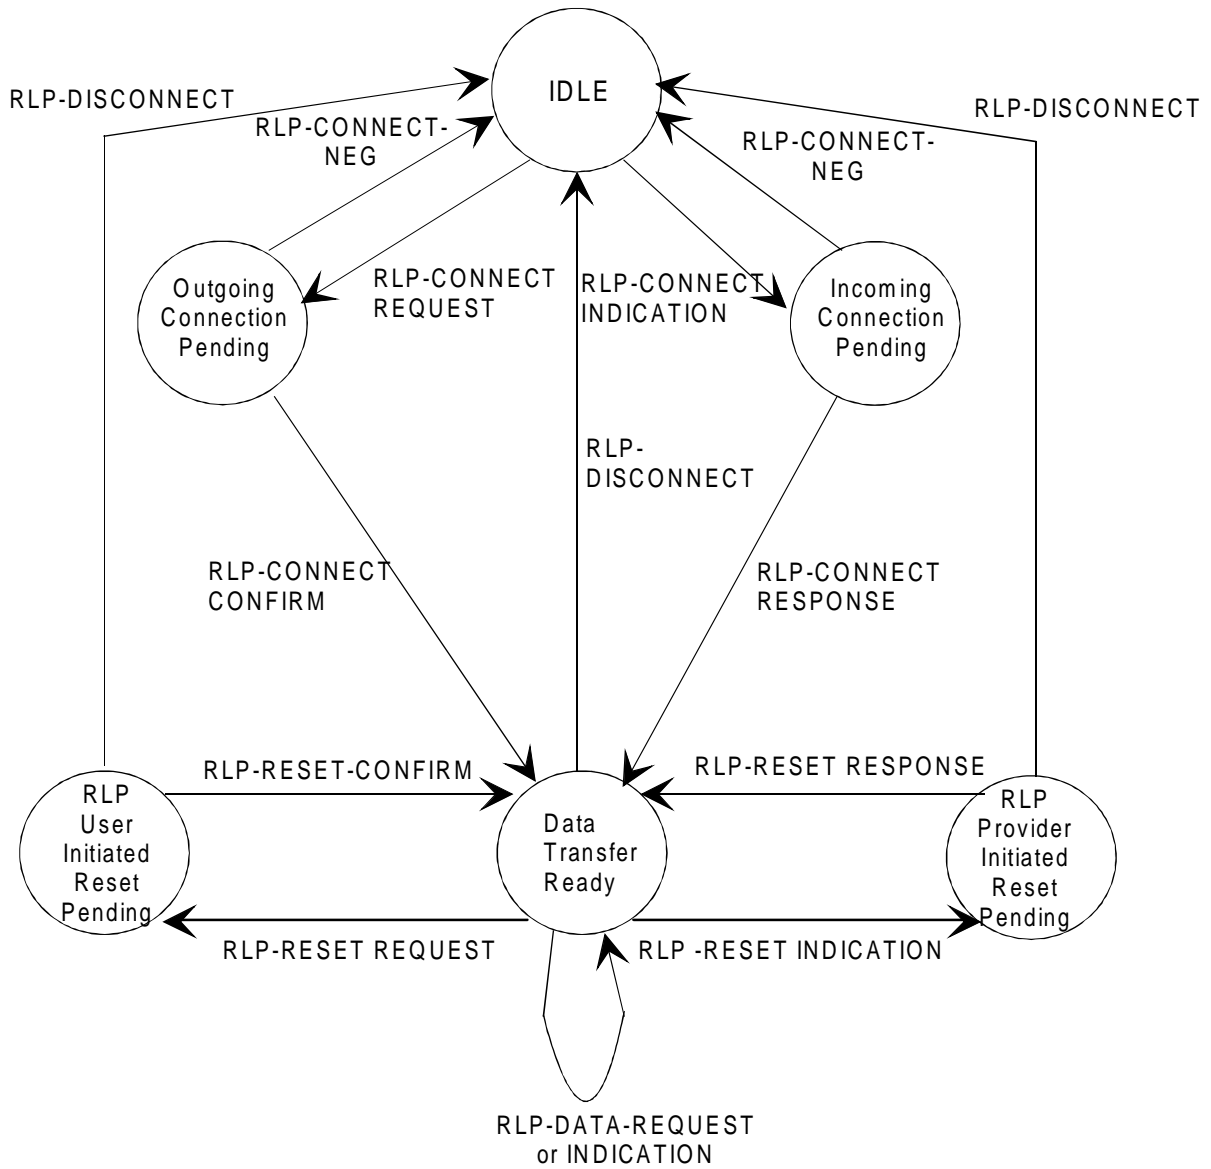 IDLE
RLP-DISCONNECT
RLP-DISCONNECT
RLP-CONNECT-
NEG
RLP-CONNECT-
NEG
Outgoing
Connection
Pending
RLP-CONNECT
REQUEST
RLP-CONNECT
INDICATION
Incoming
Connection
Pending
RLP-
DISCONNECT
RLP-CONNECT
CONFIRM
RLP-CONNECT
RESPONSE
RLP-RESET-CONFIRM
RLP-RESET RESPONSE
RLP
User
Initiated
Reset
Pending
Data
Transfer
Ready
RLP
Provider
Initiated
Reset
Pending
RLP-RESET REQUEST
RLP -RESET INDICATION
RLP-DATA-REQUEST
or INDICATION